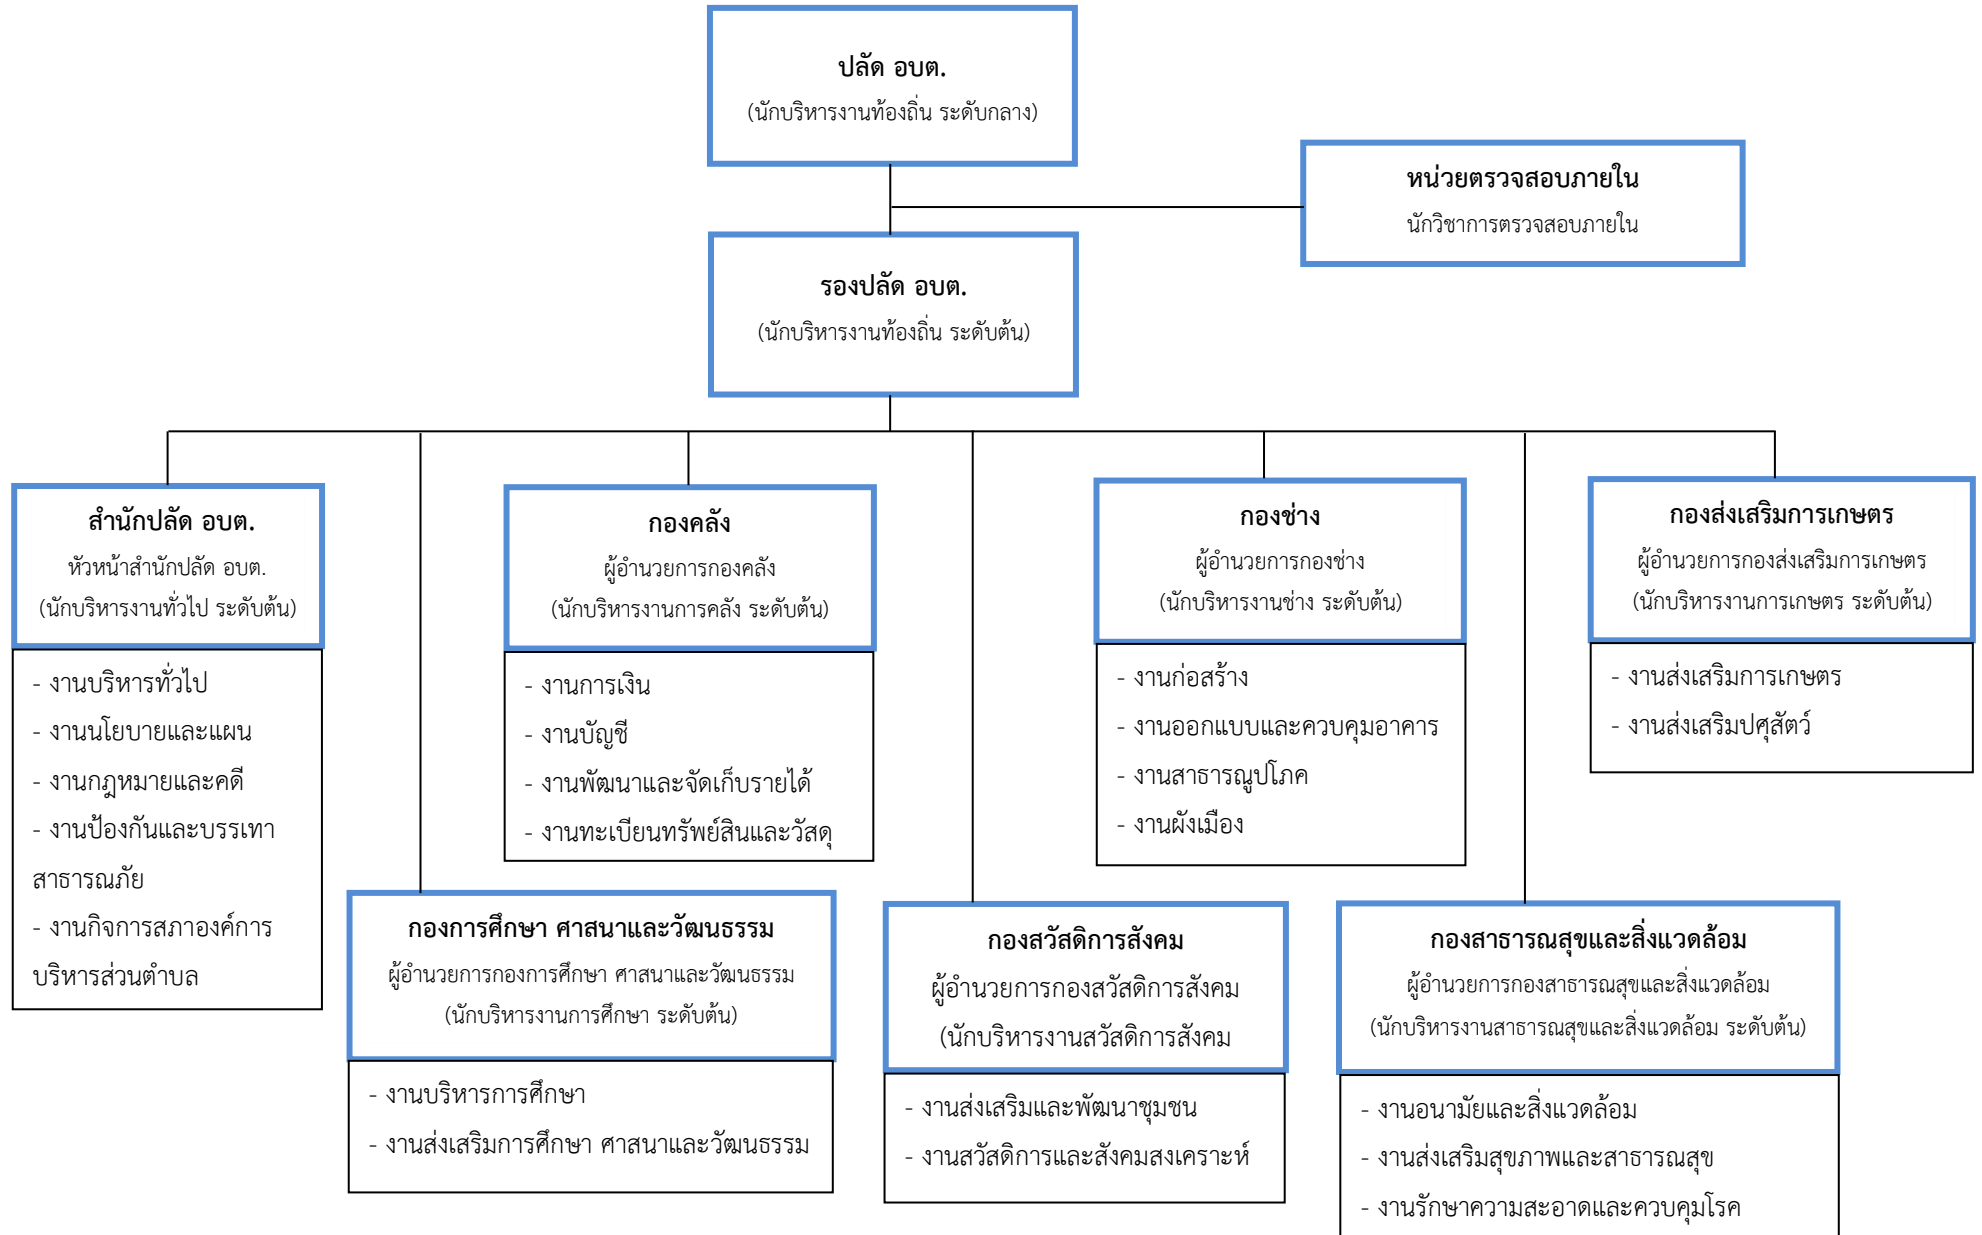 ปลัด อบต.
(นักบริหารงานท้องถิ่น ระดับกลาง)
หน่วยตรวจสอบภายใน
นักวิชาการตรวจสอบภายใน
รองปลัด อบต.
(นักบริหารงานท้องถิ่น ระดับต้น)
สำนักปลัด อบต.
หัวหน้าสำนักปลัด อบต.
(นักบริหารงานทั่วไป ระดับต้น)
- งานบริหารทั่วไป
- งานนโยบายและแผน
- งานกฎหมายและคดี
- งานป้องกันและบรรเทา
สาธารณภัย
- งานกิจการสภาองค์การ
บริหารส่วนตำบล
กองคลัง
ผู้อำนวยการกองคลัง
(นักบริหารงานการคลัง ระดับต้น)
- งานการเงิน
- งานบัญชี
- งานพัฒนาและจัดเก็บรายได้
- งานทะเบียนทรัพย์สินและวัสดุ
กองช่าง
ผู้อำนวยการกองช่าง
(นักบริหารงานช่าง ระดับต้น)
- งานก่อสร้าง
- งานออกแบบและควบคุมอาคาร
- งานสาธารณูปโภค
- งานผังเมือง
กองส่งเสริมการเกษตร
ผู้อำนวยการกองส่งเสริมการเกษตร
(นักบริหารงานการเกษตร ระดับต้น)
- งานส่งเสริมการเกษตร
- งานส่งเสริมปศุสัตว์
กองการศึกษา ศาสนาและวัฒนธรรม
ผู้อำนวยการกองการศึกษา ศาสนาและวัฒนธรรม
(นักบริหารงานการศึกษา ระดับต้น)
- งานบริหารการศึกษา
- งานส่งเสริมการศึกษา ศาสนาและวัฒนธรรม
กองสวัสดิการสังคม
ผู้อำนวยการกองสวัสดิการสังคม
(นักบริหารงานสวัสดิการสังคม
- งานส่งเสริมและพัฒนาชุมชน
- งานสวัสดิการและสังคมสงเคราะห์
กองสาธารณสุขและสิ่งแวดล้อม
ผู้อำนวยการกองสาธารณสุขและสิ่งแวดล้อม
(นักบริหารงานสาธารณสุขและสิ่งแวดล้อม ระดับต้น)
- งานอนามัยและสิ่งแวดล้อม
- งานส่งเสริมสุขภาพและสาธารณสุข
- งานรักษาความสะอาดและควบคุมโรค